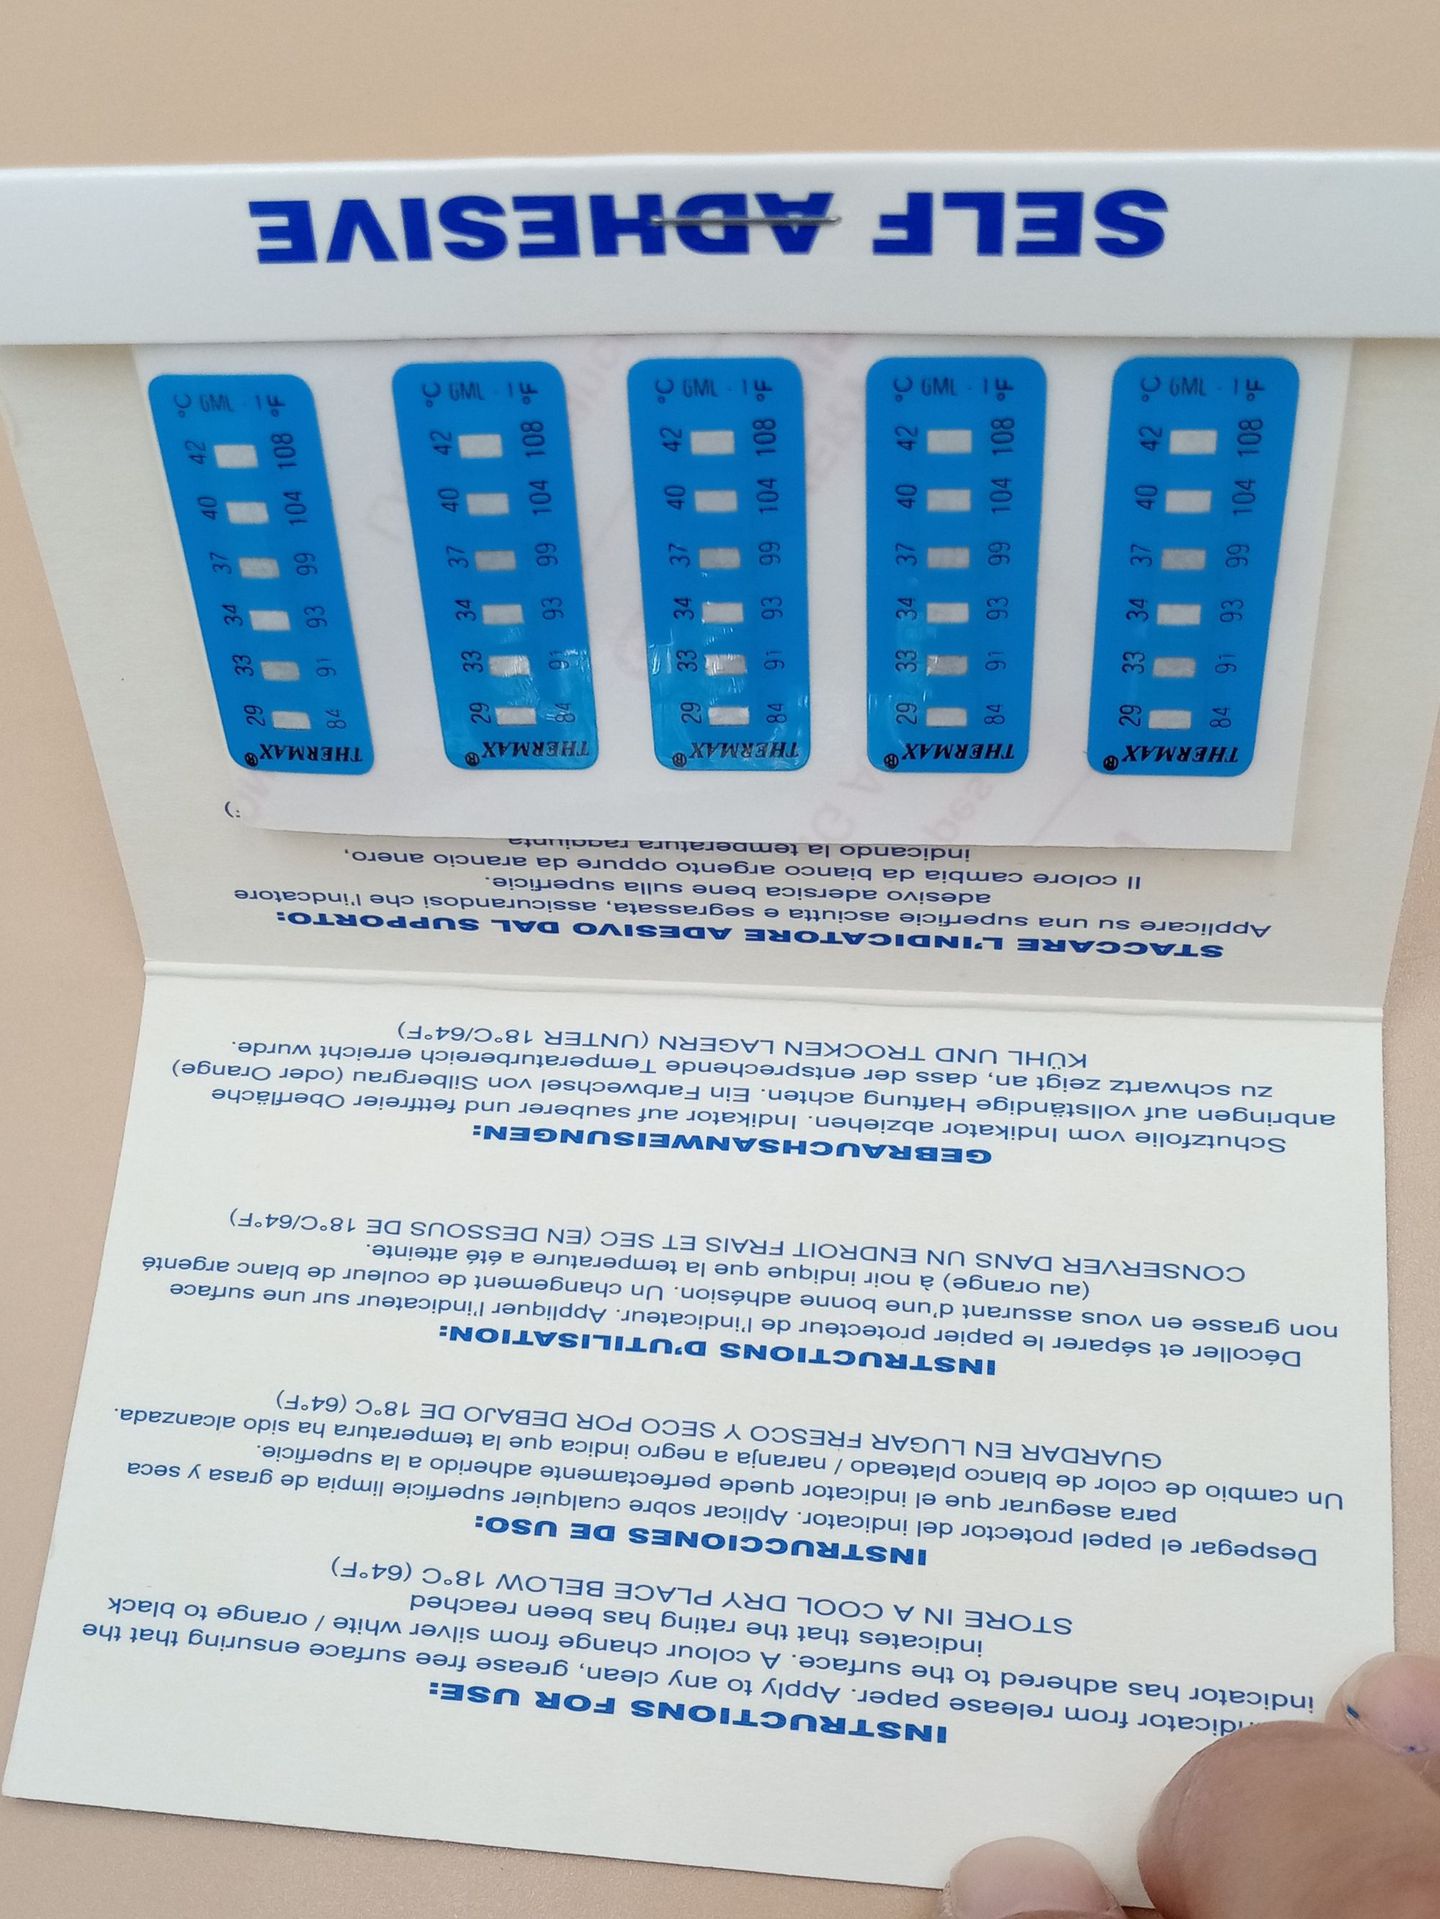 INSTRUCTIONS FOR USE:
from release paper. Apply to any clean, grease free surface ensuring that the
indicator has adhered to the surface. A colour change from silver white / orange to black
indicates that the rating has been reached
STORE IN A COOL DRY PLACE BELOW 18°C (64°F)
INSTRUCCIONES DE USO:
Despegar el papel protector del indicator. Aplicar sobre cualquier superficie limpia de grasa y seca
para asegurar que el indicator quede perfectamente adherido a la superficie.
Un cambio de color de blanco plateado / naranja a negro indica que la temperatura ha sido alcanzada.
GUARDAR EN LUGAR FRESCO Y SECO POR DEBAJO DE 18°C (64°F)
INSTRUCTIONS D'UTILISATION:
Décoller et séparer le papier protecteur de l'indicateur. Appliquer l'indicateur sur une surface
non grasse en vous assurant d'une bonne adhésion. Un changement de couleur de blanc argenté
(au orange) à noir indique que la temperature a été atteinte.
CONSERVER DANS UN ENDROIT FRAIS ET SEC (EN DESSOUS DE 18°C/64°F)
GEBRAUCHSANWEISUNGEN:
Schutzfolie vom Indikator abziehen. Indikator auf sauberer und fettfreier Oberfläche
anbringen auf vollständige Haftung achten. Ein Farbwechsel von Silbergrau (oder Orange)
zu schwartz zeigt an, dass der entsprechende Temperaturbereich erreicht wurde.
KÜHL UND TROCKEN LAGERN (UNTER 18°C/64°F)
STACCARE L'INDICATORE ADESIVO DAL SUPPORTO:
Applicare su una superficie asciutta e segrassata, assicurandosi che l'indcatore
adesivo adersica bene sulla superficie.
Il colore cambia da bianco argento oppure da arancio anero,
indicando la temperatura raggiunta
THERMAX®
29 33 34 37 40 42 °C
GML - 1
84 91 93 99 104 108 °F
THERMAX®
29 33 34 37 40 42 °C
GML - 1
84 91 93 99 104 108 °F
THERMAX®
29 33 34 37 40 42 °C
GML - 1
84 91 93 99 104 108 °F
THERMAX®
29 33 34 37 40 42 °C
GML - 1
84 91 93 99 104 108 °F
THERMAX®
29 33 34 37 40 42 °C
GML - 1
84 91 93 99 104 108 °F
SELF ADHESIVE